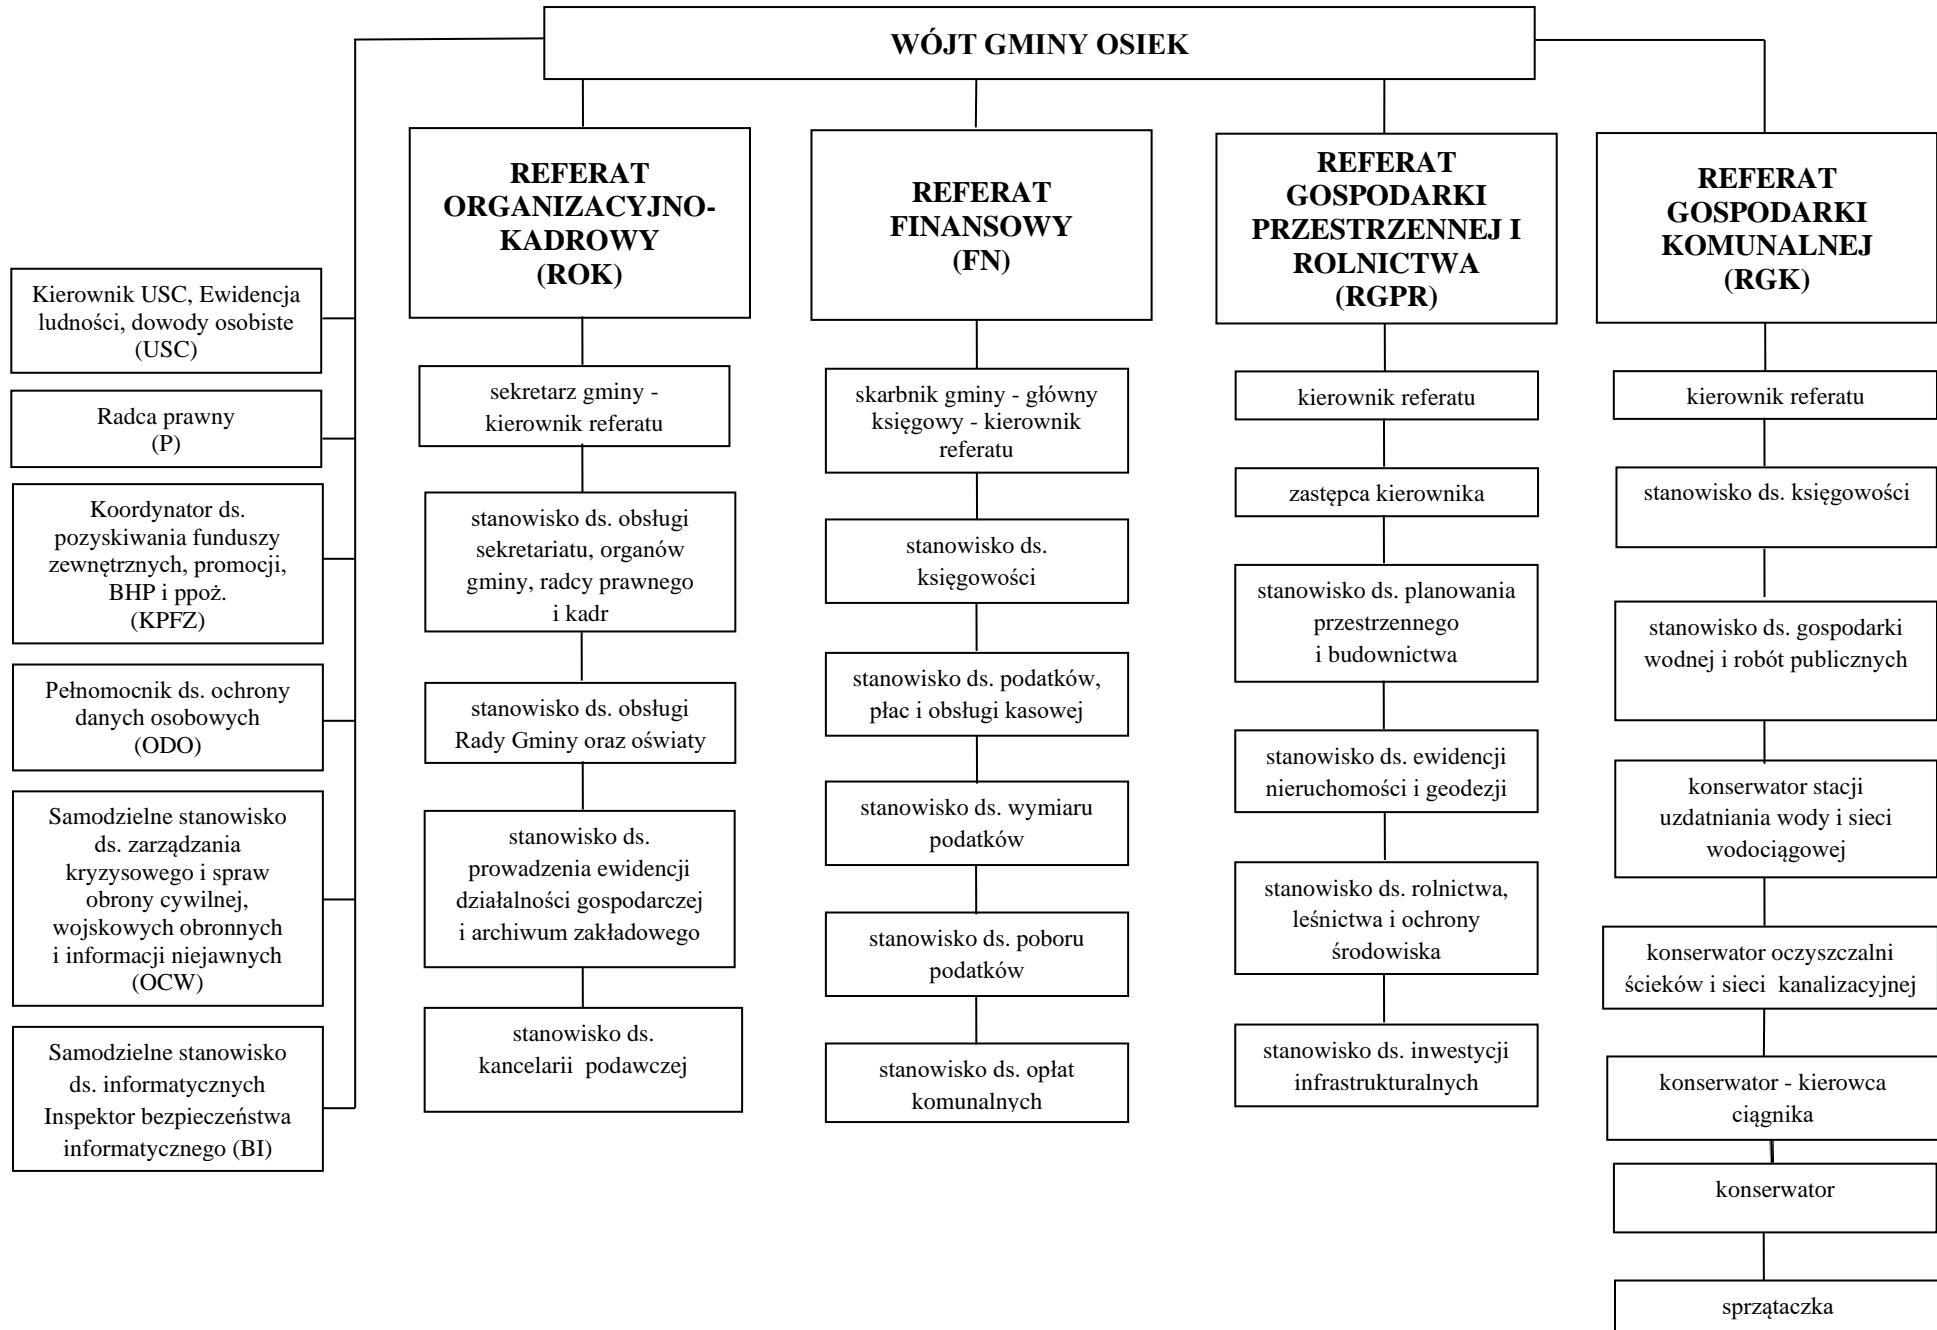 WÓJT GMINY OSIEK
Kierownik USC, Ewidencja
ludności, dowody osobiste
(USC)
Radca prawny
(P)
Koordynator ds.
pozyskiwania funduszy
zewnętrznych, promocji,
BHP i ppoż.
(KPFZ)
Pełnomocnik ds. ochrony
danych osobowych
(ODO)
Samodzielne stanowisko
ds. zarządzania
kryzysowego i spraw
obrony cywilnej,
wojskowych obronnych
i informacji niejawnych
(OCW)
Samodzielne stanowisko
ds. informatycznych
Inspektor bezpieczeństwa
informatycznego (BI)
REFERAT
ORGANIZACYJNO-
KADROWY
(ROK)
sekretarz gminy -
kierownik referatu
stanowisko ds. obsługi
sekretariatu, organów
gminy, radcy prawnego
i kadr
stanowisko ds. obsługi
Rady Gminy oraz oświaty
stanowisko ds.
prowadzenia ewidencji
działalności gospodarczej
i archiwum zakładowego
stanowisko ds.
kancelarii podawczej
REFERAT
FINANSOWY
(FN)
skarbnik gminy - główny
księgowy - kierownik
referatu
stanowisko ds.
księgowości
stanowisko ds. podatków,
płac i obsługi kasowej
stanowisko ds. wymiaru
podatków
stanowisko ds. poboru
podatków
stanowisko ds. opłat
komunalnych
REFERAT
GOSPODARKI
PRZESTRZENNEJ I
ROLNICTWA
(RGPR)
kierownik referatu
zastępca kierownika
stanowisko ds. planowania
przestrzennego
i budownictwa
stanowisko ds. ewidencji
nieruchomości i geodezji
stanowisko ds. rolnictwa,
leśnictwa i ochrony
środowiska
stanowisko ds. inwestycji
infrastrukturalnych
REFERAT
GOSPODARKI
KOMUNALNEJ
(RGK)
kierownik referatu
stanowisko ds. księgowości
stanowisko ds. gospodarki
wodnej i robót publicznych
konserwator stacji
uzdatniania wody i sieci
wodociągowej
konserwator oczyszczalni
ścieków i sieci kanalizacyjnej
konserwator - kierowca
ciągnika
konserwator
sprzątaczka